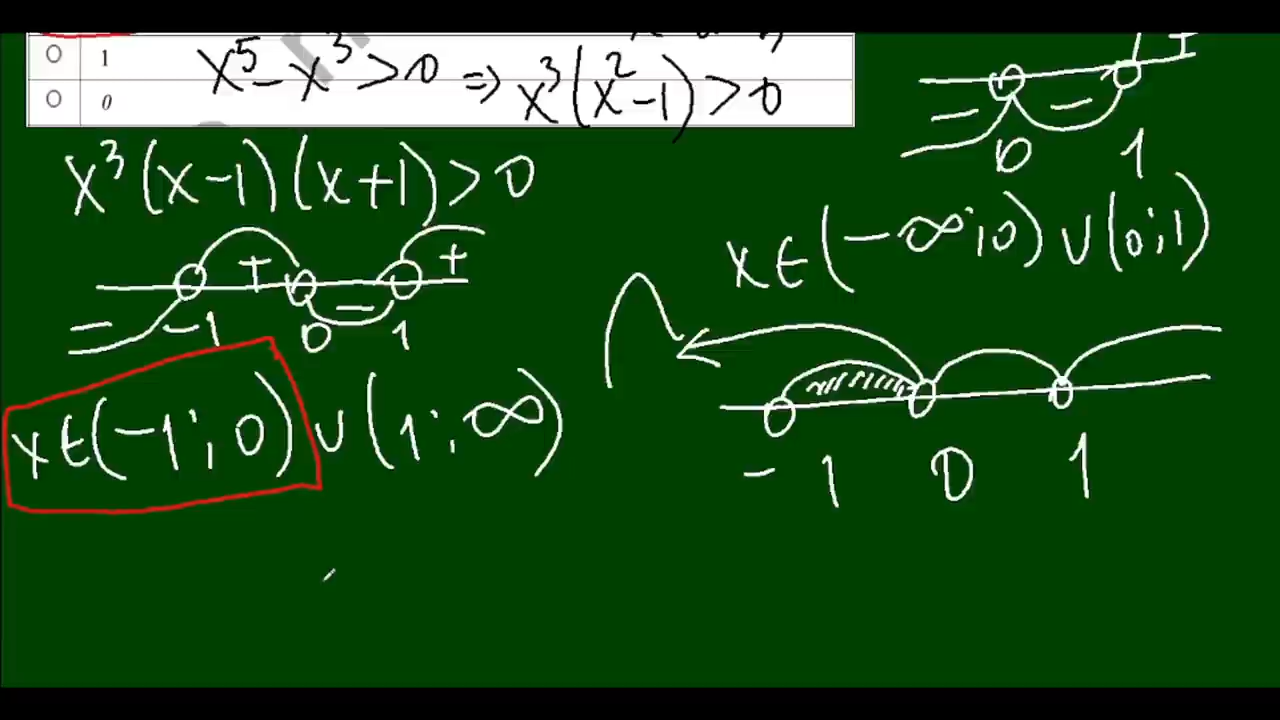 O 1
O 0
x⁵ - x³ > 0 => x³(x² - 1) > 0
x³(x-1)(x+1) > 0
- + - +
-1 0 1
x∈(-1;0)∪(1;∞)
- - +
0 1
x∈(-∞;0)∪(0;1)
-1 0 1